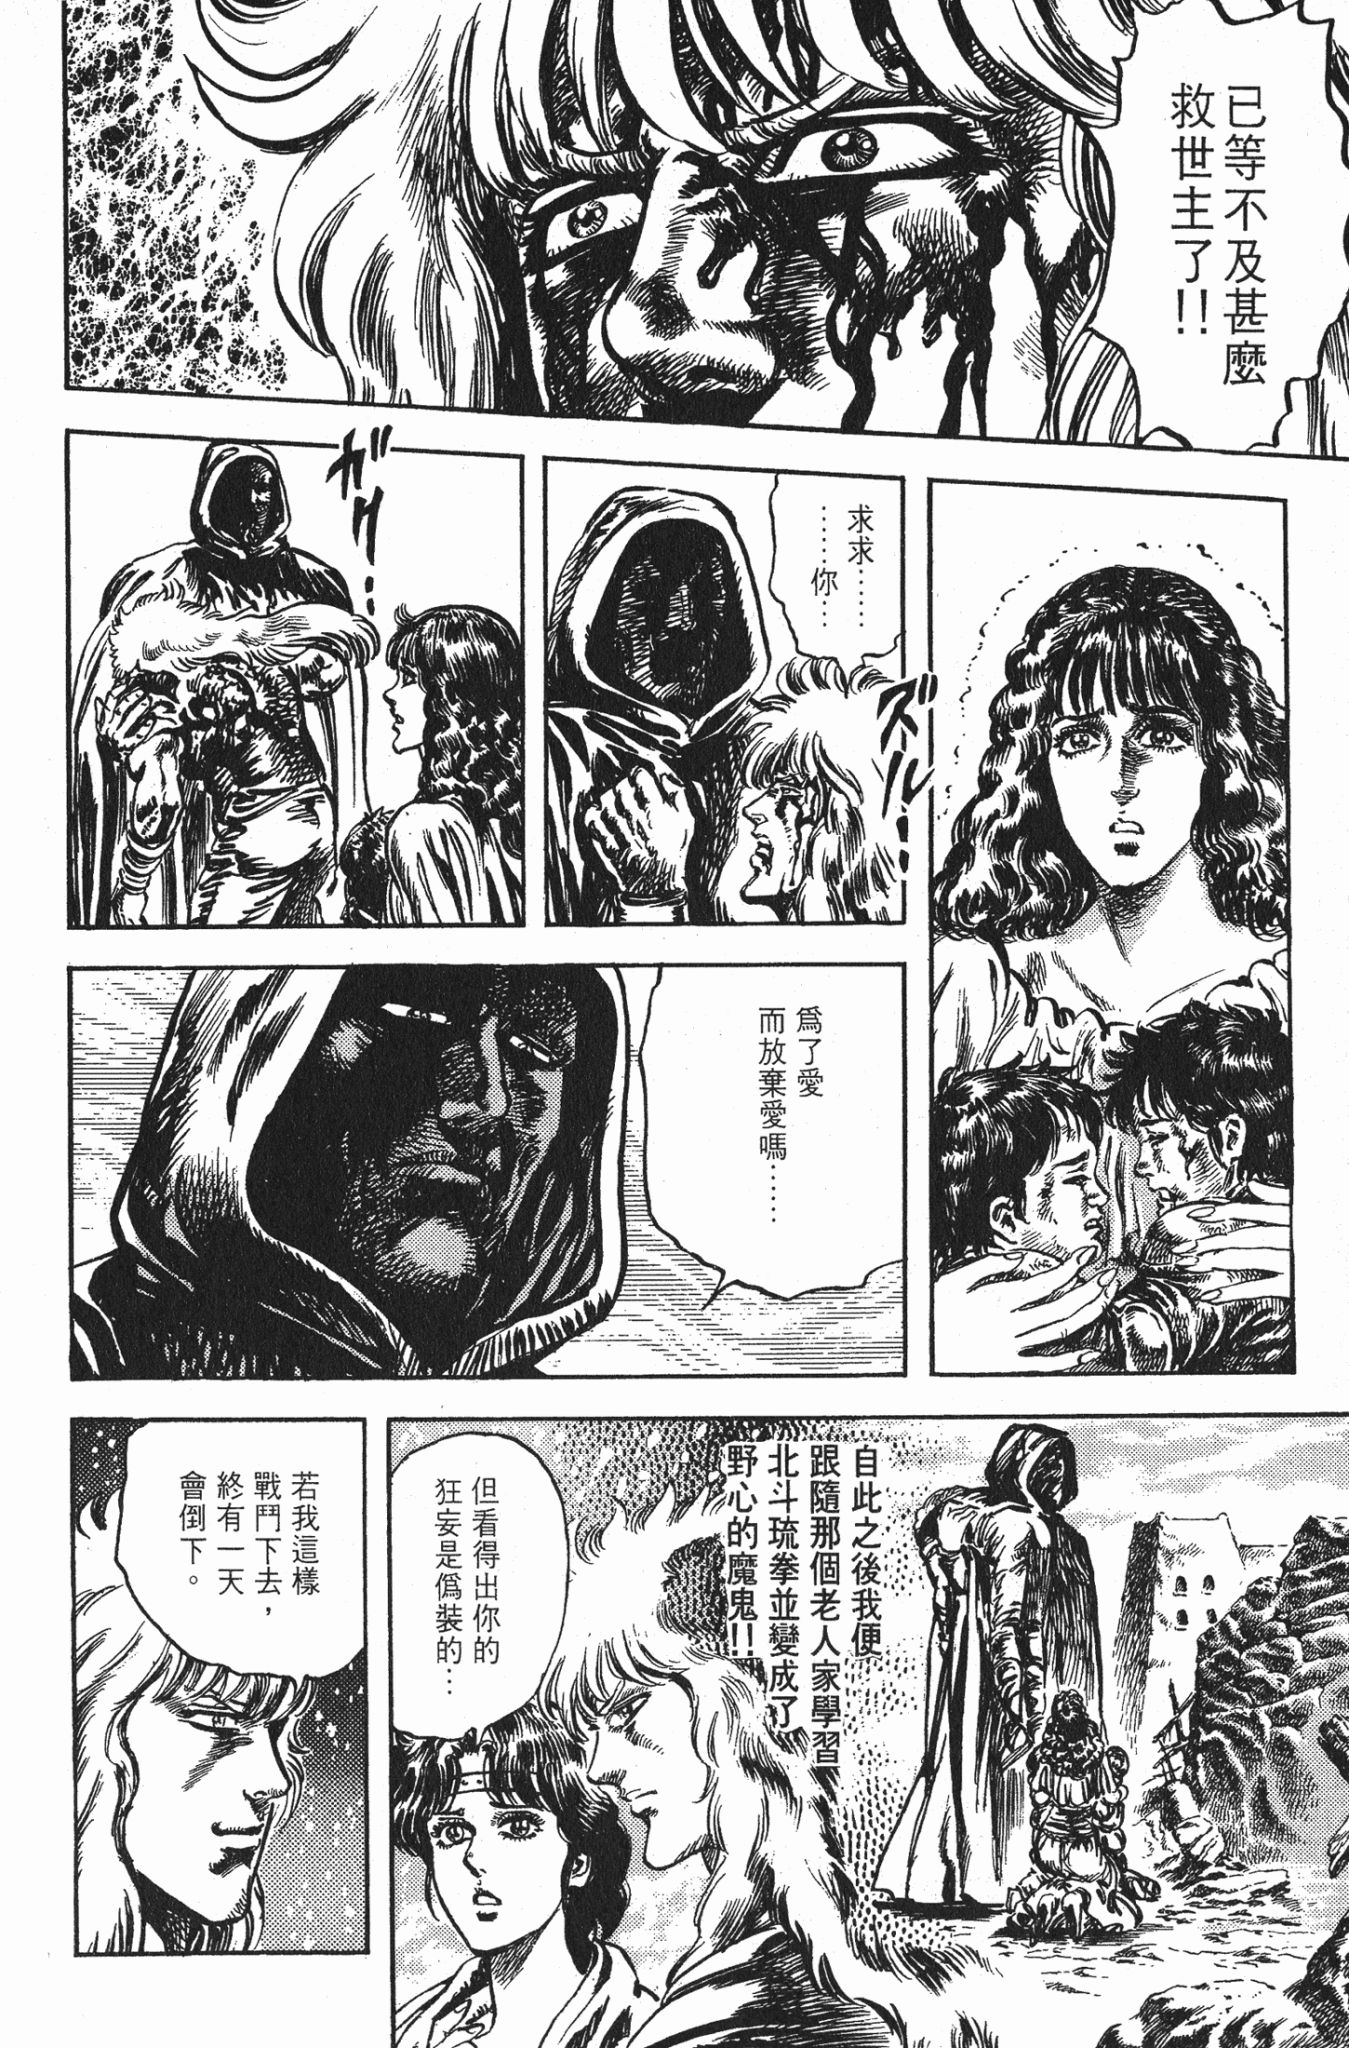 已等不及甚麼
救世主了!!
求求……
………你…
ズル…
ガク…
爲了愛
而放棄愛嗎……
自此之後我便
跟隨那個老人家學習
北斗琉拳並變成了
野心的魔鬼!!
但看得出你的
狂妄是僞裝的…
若我這樣
戰鬥下去，
終有一天
會倒下。